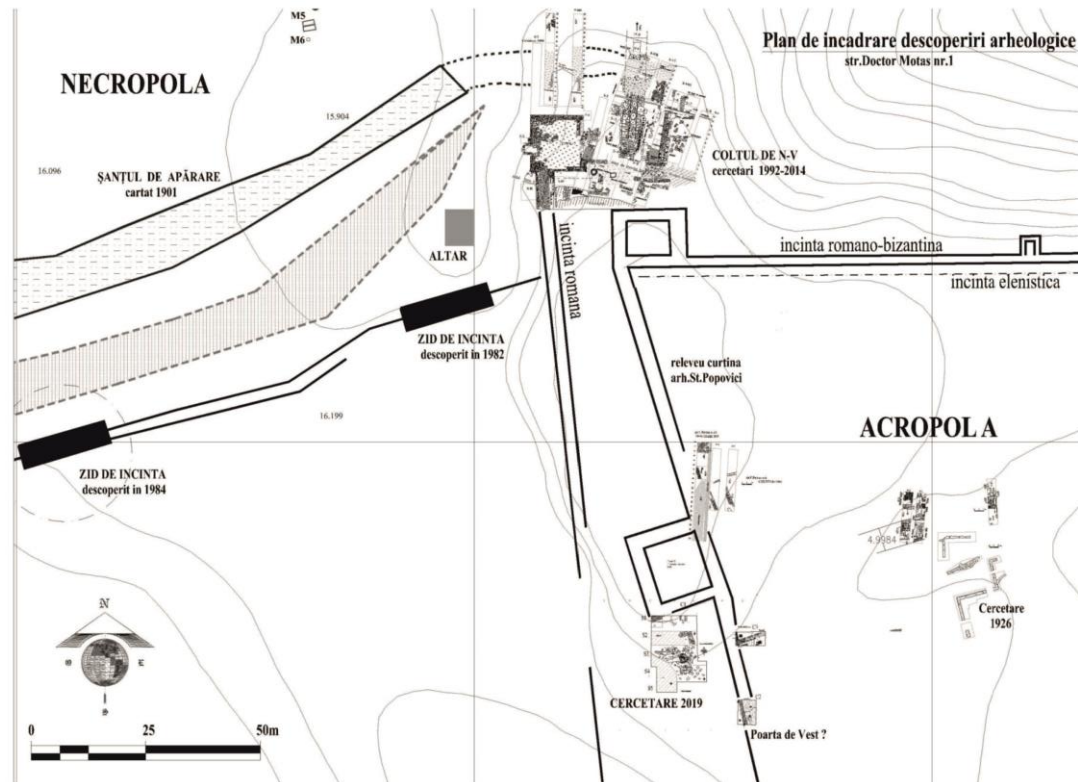 M5
M6
Plan de incadrare descoperiri arheologice
str.Doctor Motas nr.1
NECROPOLA
15.904
16.096
ȘANȚUL DE APĂRARE
cartat 1901
COLTUL DE N-V
cercetari 1992-2014
ALTAR
incinta romana
incinta romano-bizantina
incinta elenistica
ZID DE INCINTA
descoperit in 1982
releveu curtina
arh.St.Popovici
16.199
ACROPOLA
ZID DE INCINTA
descoperit in 1984
4.9984
Cercetare
1926
N
S
0 25 50m
CERCETARE 2019
Poarta de Vest ?